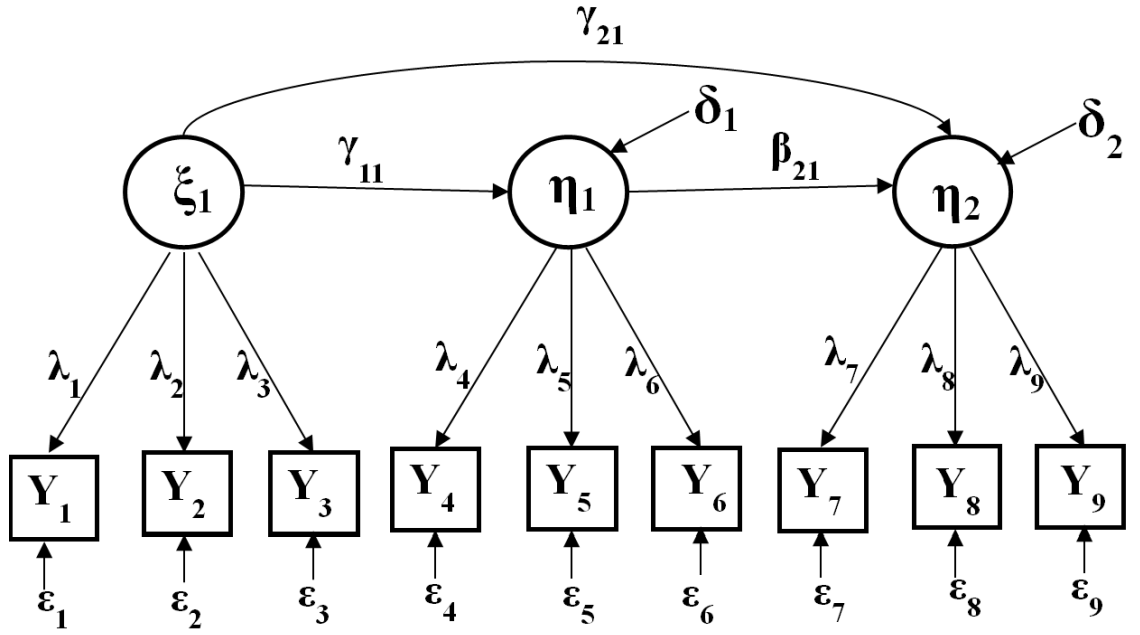 γ21
γ11 δ1 β21 δ2
ξ1 η1 η2
λ1 λ2 λ3 λ4 λ5 λ6 λ7 λ8 λ9
Y1 Y2 Y3 Y4 Y5 Y6 Y7 Y8 Y9
ε1 ε2 ε3 ε4 ε5 ε6 ε7 ε8 ε9